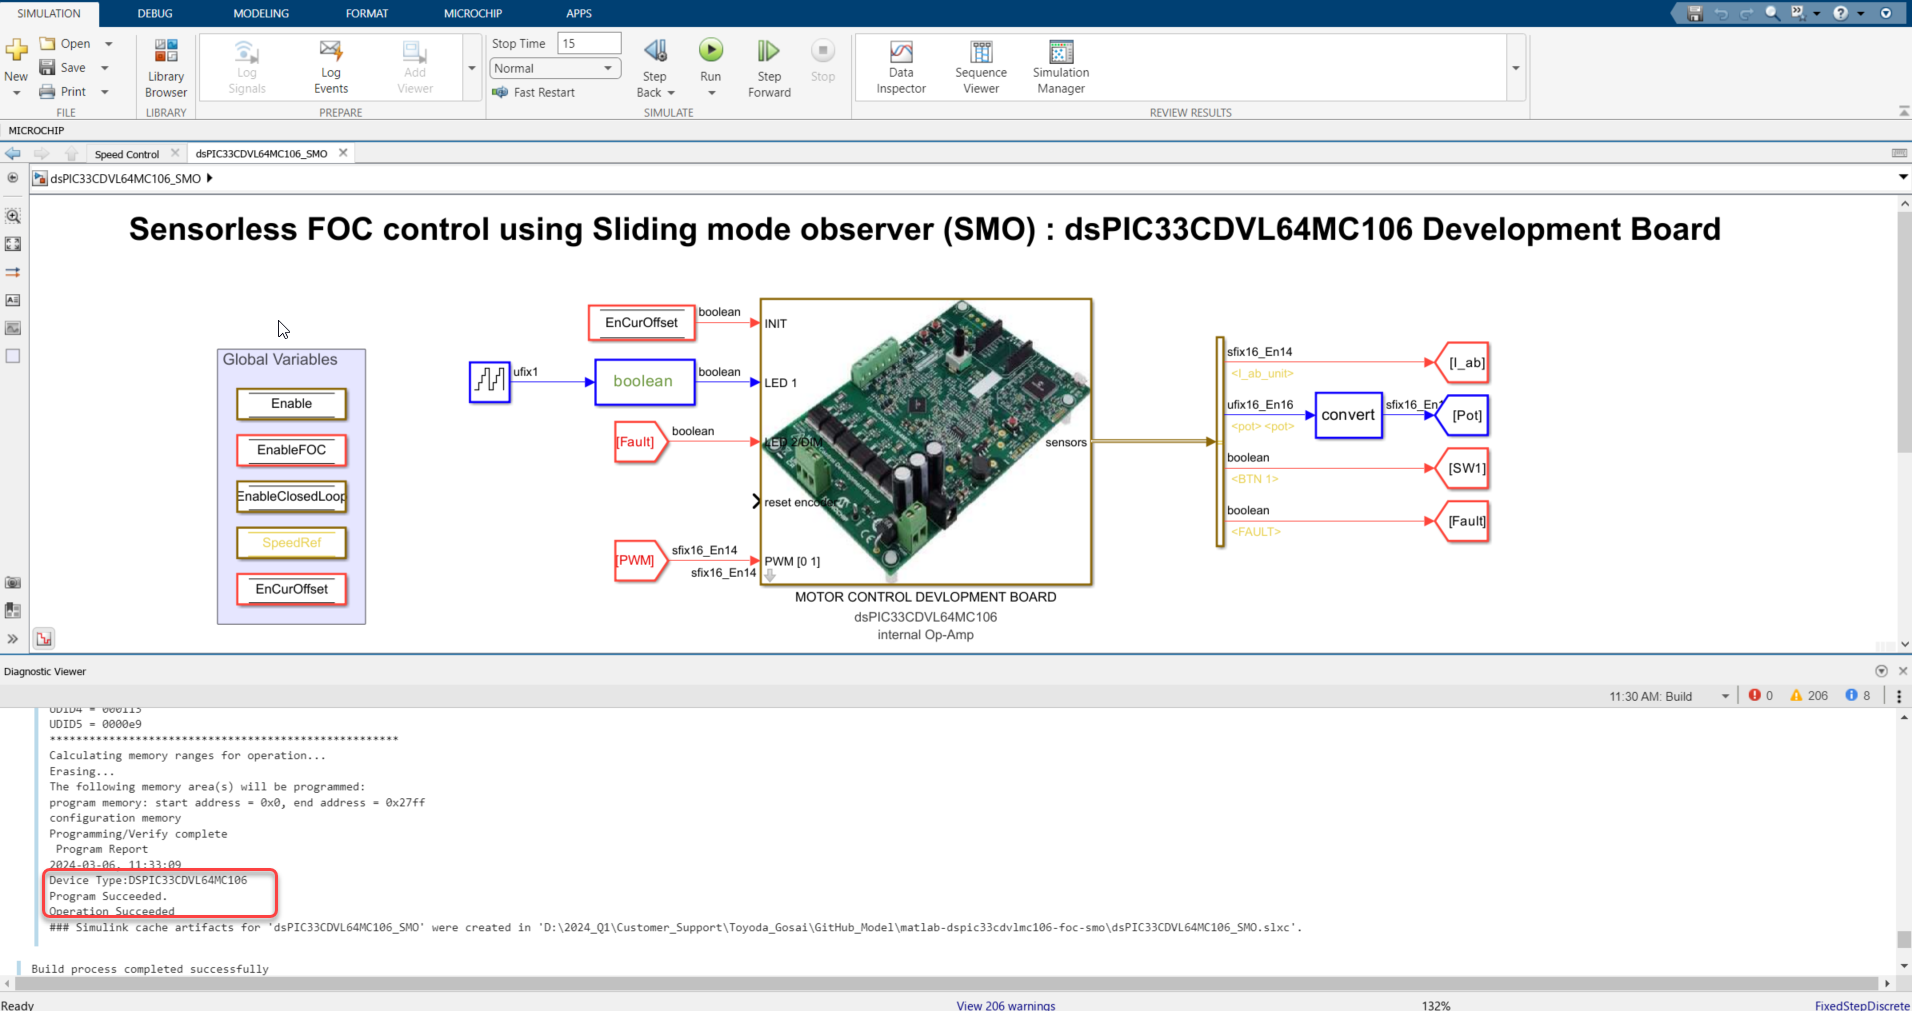 SIMULATION DEBUG MODELING FORMAT MICROCHIP APPS
New
Open
Save
Print
FILE
Library Browser
LIBRARY
Log Signals
Log Events
Add Viewer
PREPARE
Stop Time 15
Normal
Fast Restart
Step Back
Run
Step Forward
Stop
SIMULATE
Data Inspector
Sequence Viewer
Simulation Manager
REVIEW RESULTS
MICROCHIP
Speed Control dsPIC33CDVL64MC106_SMO
dsPIC33CDVL64MC106_SMO
Sensorless FOC control using Sliding mode observer (SMO) : dsPIC33CDVL64MC106 Development Board
Global Variables
Enable
EnableFOC
EnableClosedLoop
SpeedRef
EnCurOffset
EnCurOffset boolean INIT
ufix1 boolean boolean LED 1
[Fault] boolean LED 2/DIM
reset encoder
[PWM] sfix16_En14 PWM [0 1]
sfix16_En14
sensors
MOTOR CONTROL DEVLOPMENT BOARD
dsPIC33CDVL64MC106
internal Op-Amp
sfix16_En14 [I_ab]
<I_ab_unit>
ufix16_En16 convert sfix16_En1 [Pot]
<pot> <pot>
boolean [SW1]
<BTN 1>
boolean [Fault]
<FAULT>
Diagnostic Viewer
11:30 AM: Build 0 206 8
UDID4 = 000113
UDID5 = 0000e9
*****************************************************
Calculating memory ranges for operation...
Erasing...
The following memory area(s) will be programmed:
program memory: start address = 0x0, end address = 0x27ff
configuration memory
Programming/Verify complete
Program Report
2024-03-06, 11:33:09
Device Type:DSPIC33CDVL64MC106
Program Succeeded.
Operation Succeeded
### Simulink cache artifacts for 'dsPIC33CDVL64MC106_SMO' were created in 'D:\2024_Q1\Customer_Support\Toyoda_Gosai\GitHub_Model\matlab-dspic33cdvlmc106-foc-smo\dsPIC33CDVL64MC106_SMO.slxc'.
Build process completed successfully
Ready View 206 warnings 132% FixedStepDiscrete